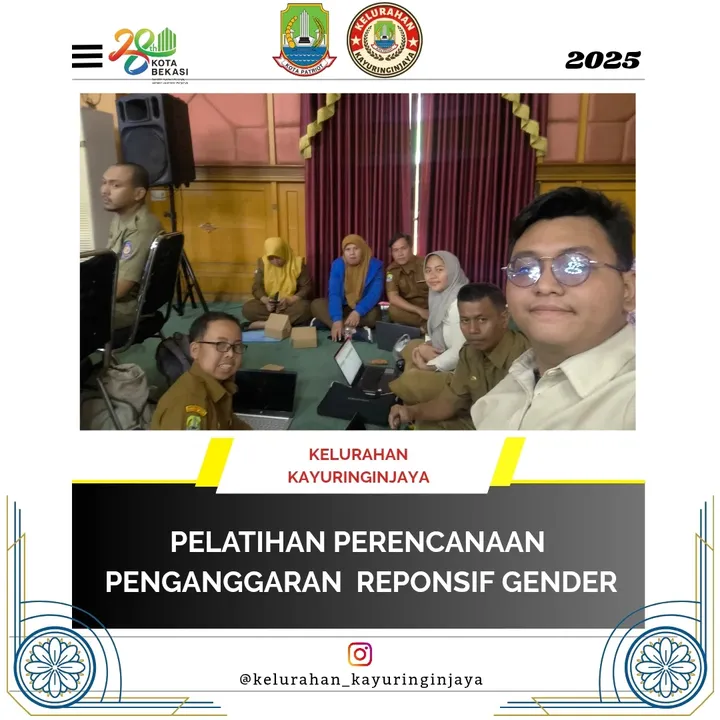 28th
KOTA
BEKASI
KOTA PATRIOT
KELURAHAN
KAYURINGINJAYA
2025
KELURAHAN
KAYURINGINJAYA
PELATIHAN PERENCANAAN
PENGANGGARAN REPONSIF GENDER
@kelurahan_kayuringinjaya